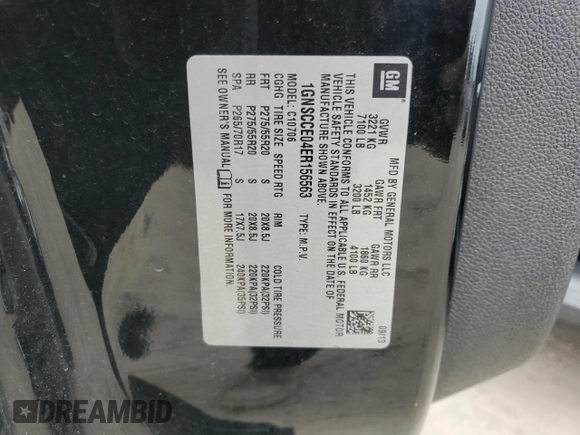 GM
MFD BY GENERAL MOTORS LLC
GVWR GAWR FRT GAWR RR
3221 KG 1452 KG 1860 KG
7100 LB 3200 LB 4100 LB
09/13
THIS VEHICLE CONFORMS TO ALL APPLICABLE U.S. FEDERAL MOTOR
VEHICLE SAFETY STANDARDS IN EFFECT ON THE DATE OF
MANUFACTURE SHOWN ABOVE.
1GNSCCE04ER156563 TYPE: M.P.V.
C10706
CGHG TIRE SIZE SPEED RTG RIM COLD TIRE PRESSURE
FRT P275/55R20 S 20X8.5J 220KPA(32PSI)
RR P275/55R20 S 20X8.5J 220KPA(32PSI)
SPA P265/70R17 S 17X7.5J 240KPA(35PSI)
SEE OWNER'S MANUAL FOR MORE INFORMATION.
DREAMBID